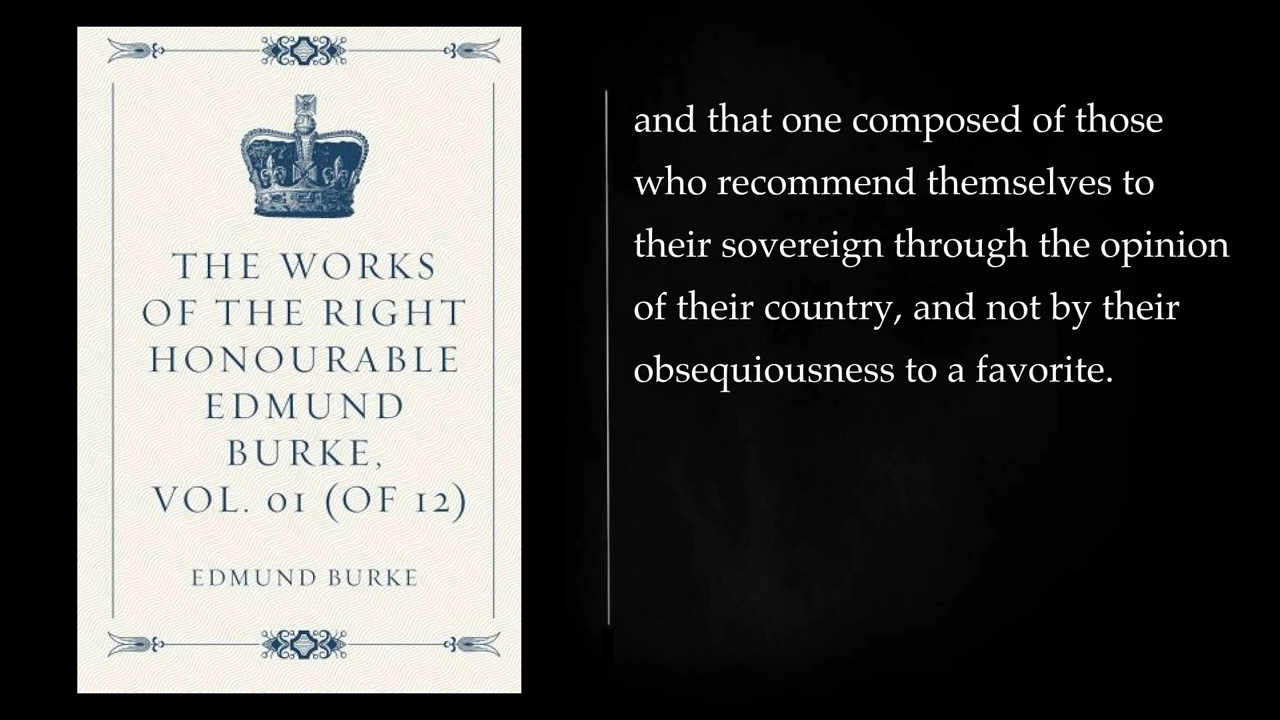 THE WORKS
OF THE RIGHT
HONOURABLE
EDMUND
BURKE,
VOL. 01 (OF 12)
EDMUND BURKE
and that one composed of those
who recommend themselves to
their sovereign through the opinion
of their country, and not by their
obsequiousness to a favorite.